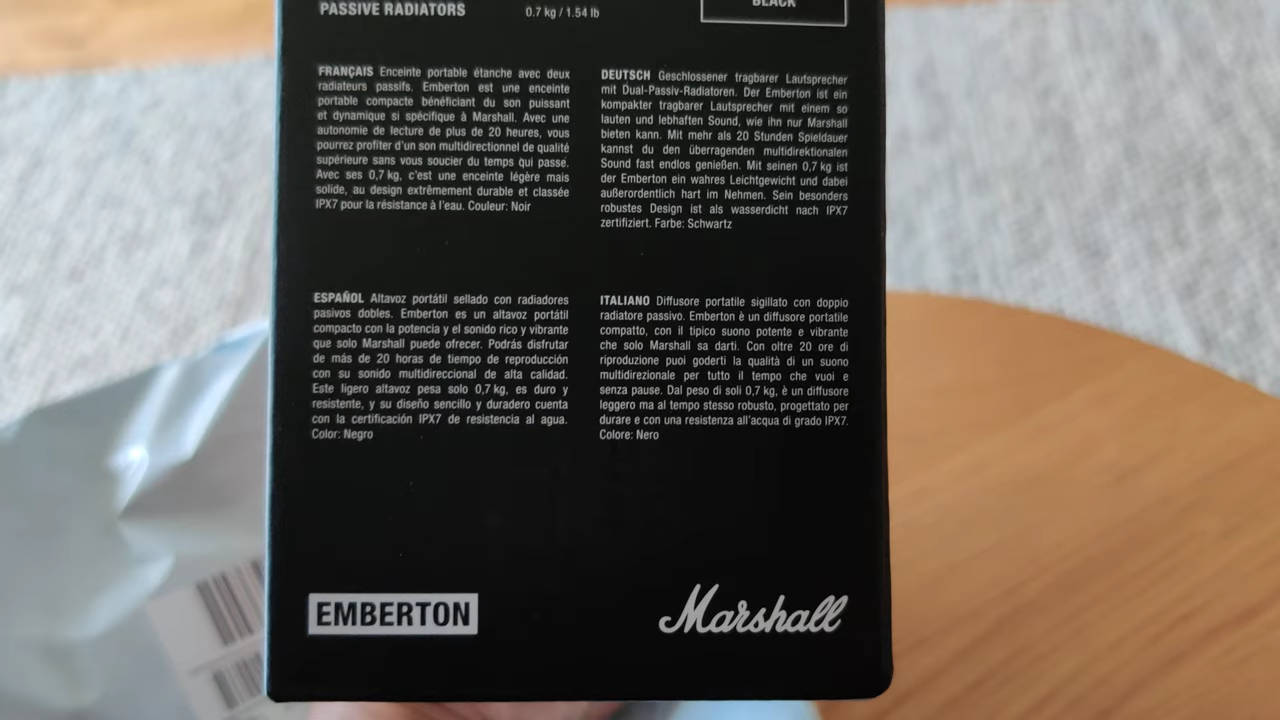 PASSIVE RADIATORS
0.7 kg / 1.54 lb
BLACK
FRANÇAIS Enceinte portable étanche avec deux
radiateurs passifs. Emberton est une enceinte
portable compacte bénéficiant du son puissant
et dynamique si spécifique à Marshall. Avec une
autonomie de lecture de plus de 20 heures, vous
pourrez profiter d'un son multidirectionnel de qualité
supérieure sans vous soucier du temps qui passe.
Avec ses 0,7 kg, c'est une enceinte légère mais
solide, au design extrêmement durable et classée
IPX7 pour la résistance à l'eau. Couleur: Noir
DEUTSCH Geschlossener tragbarer Lautsprecher
mit Dual-Passiv-Radiatoren. Der Emberton ist ein
kompakter tragbarer Lautsprecher mit einem so
lauten und lebhaften Sound, wie ihn nur Marshall
bieten kann. Mit mehr als 20 Stunden Spieldauer
kannst du den überragenden multidirektionalen
Sound fast endlos genießen. Mit seinen 0,7 kg ist
der Emberton ein wahres Leichtgewicht und dabei
außerordentlich hart im Nehmen. Sein besonders
robustes Design ist als wasserdicht nach IPX7
zertifiziert. Farbe: Schwartz
ESPAÑOL Altavoz portátil sellado con radiadores
pasivos dobles. Emberton es un altavoz portátil
compacto con la potencia y el sonido rico y vibrante
que solo Marshall puede ofrecer. Podrás disfrutar
de más de 20 horas de tiempo de reproducción
con su sonido multidireccional de alta calidad.
Este ligero altavoz pesa solo 0,7 kg, es duro y
resistente, y su diseño sencillo y duradero cuenta
con la certificación IPX7 de resistencia al agua.
Color: Negro
ITALIANO Diffusore portatile sigillato con doppio
radiatore passivo. Emberton è un diffusore portatile
compatto, con il tipico suono potente e vibrante
che solo Marshall sa darti. Con oltre 20 ore di
riproduzione puoi goderti la qualità di un suono
multidirezionale per tutto il tempo che vuoi e
senza pause. Dal peso di soli 0,7 kg, è un diffusore
leggero ma al tempo stesso robusto, progettato per
durare e con una resistenza all'acqua di grado IPX7.
Colore: Nero
EMBERTON
Marshall